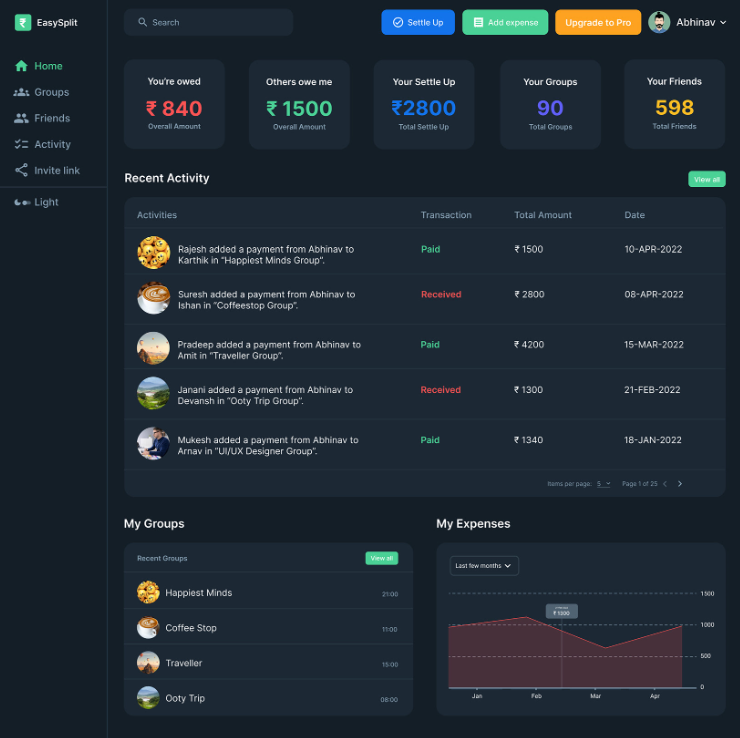 EasySplit
Search
Settle Up
Add expense
Upgrade to Pro
Abhinav
Home
Groups
Friends
Activity
Invite link
Light
You're owed
₹ 840
Overall Amount
Others owe me
₹ 1500
Overall Amount
Your Settle Up
₹2800
Total Settle Up
Your Groups
90
Total Groups
Your Friends
598
Total Friends
Recent Activity
View all
Activities Transaction Total Amount Date
Rajesh added a payment from Abhinav to
Karthik in “Happiest Minds Group”.
Paid ₹ 1500 10-APR-2022
Suresh added a payment from Abhinav to
Ishan in “Coffeestop Group”.
Received ₹ 2800 08-APR-2022
Pradeep added a payment from Abhinav to
Amit in “Traveller Group”.
Paid ₹ 4200 15-MAR-2022
Janani added a payment from Abhinav to
Devansh in “Ooty Trip Group”.
Received ₹ 1300 21-FEB-2022
Mukesh added a payment from Abhinav to
Arnav in “UI/UX Designer Group”.
Paid ₹ 1340 18-JAN-2022
Items per page: 5 Page 1 of 25
My Groups
Recent Groups View all
Happiest Minds 21:00
Coffee Stop 11:00
Traveller 15:00
Ooty Trip 08:00
My Expenses
Last few months
1500
1000
500
0
Jan Feb Mar Apr